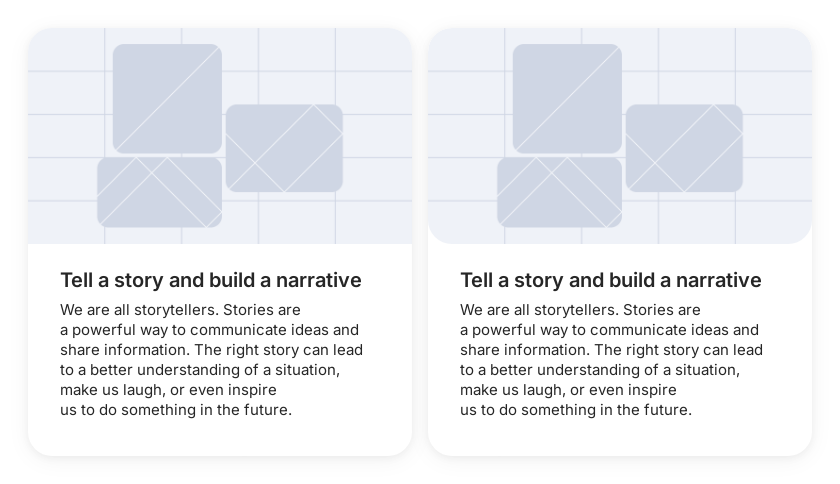 Tell a story and build a narrative
We are all storytellers. Stories are
a powerful way to communicate ideas and
share information. The right story can lead
to a better understanding of a situation,
make us laugh, or even inspire
us to do something in the future.
Tell a story and build a narrative
We are all storytellers. Stories are
a powerful way to communicate ideas and
share information. The right story can lead
to a better understanding of a situation,
make us laugh, or even inspire
us to do something in the future.